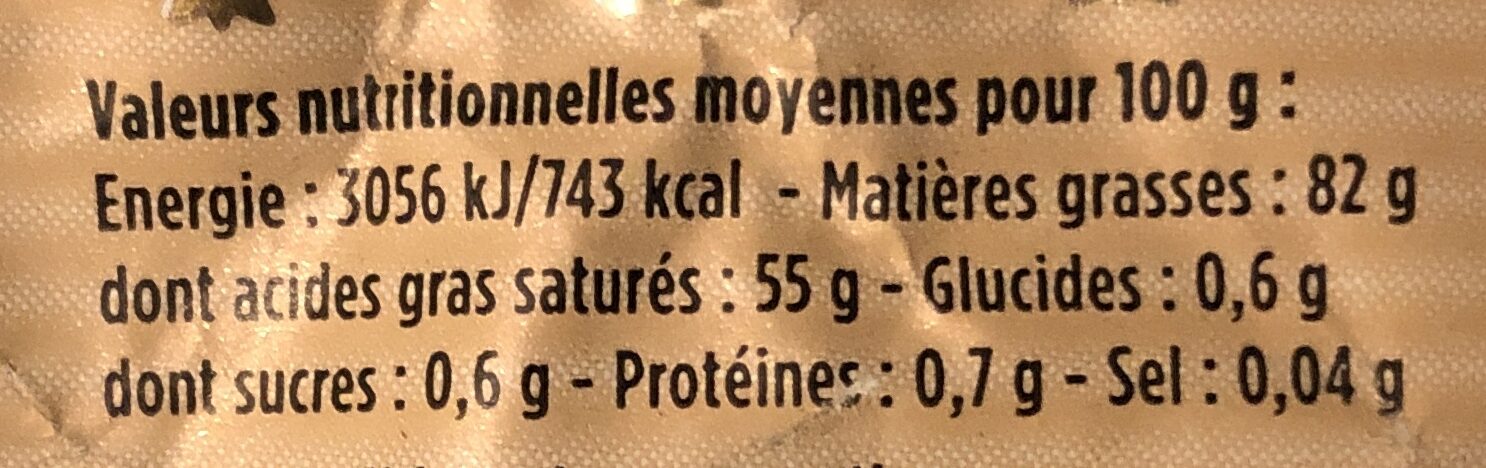 Valeurs nutritionnelles moyennes pour 100 g :
Energie : 3056 kJ/743 kcal - Matières grasses : 82 g
dont acides gras saturés : 55 g - Glucides : 0,6 g
dont sucres : 0,6 g - Protéines : 0,7 g - Sel : 0,04 g